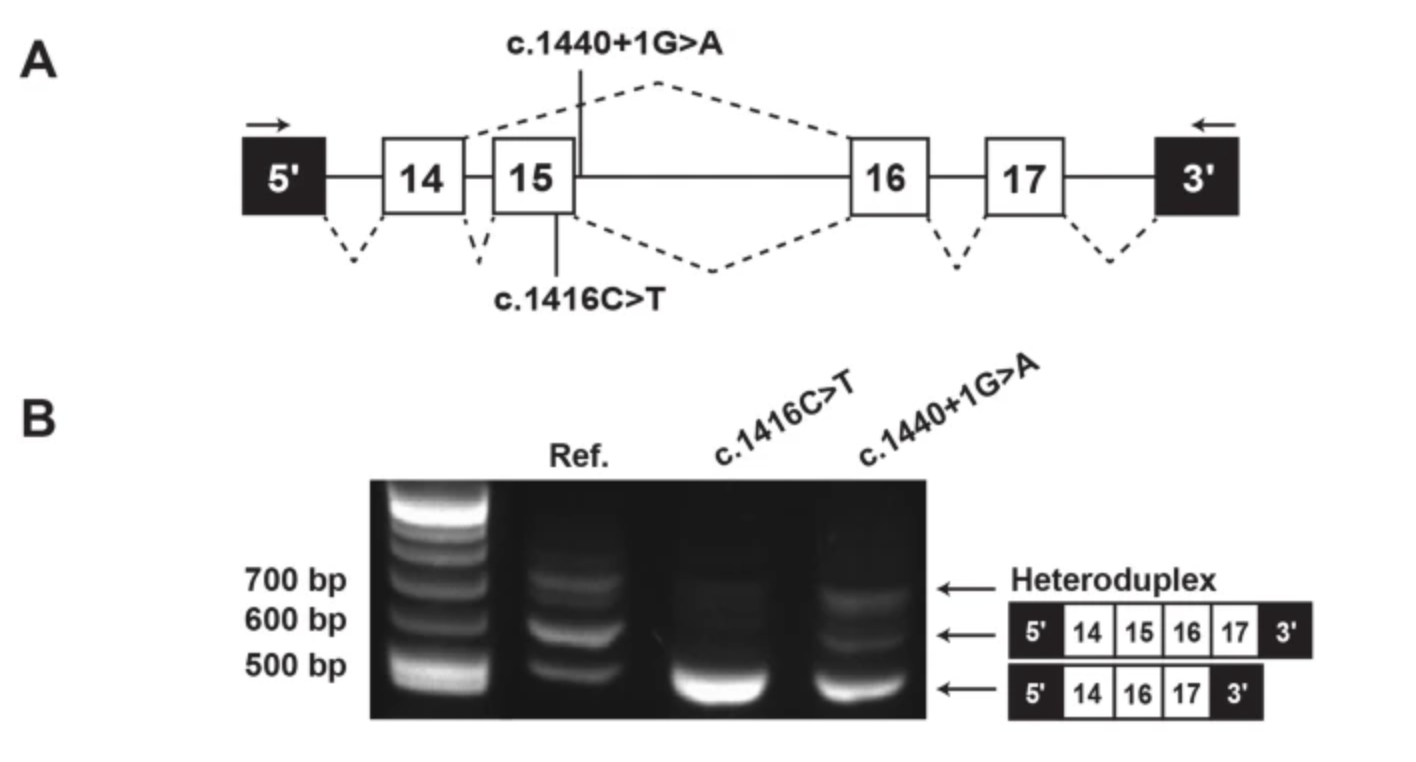 A
c.1440+1G>A
5' 14 15 16 17 3'
c.1416C>T
B
Ref. c.1416C>T c.1440+1G>A
700 bp
600 bp
500 bp
Heteroduplex
5' 14 15 16 17 3'
5' 14 16 17 3'